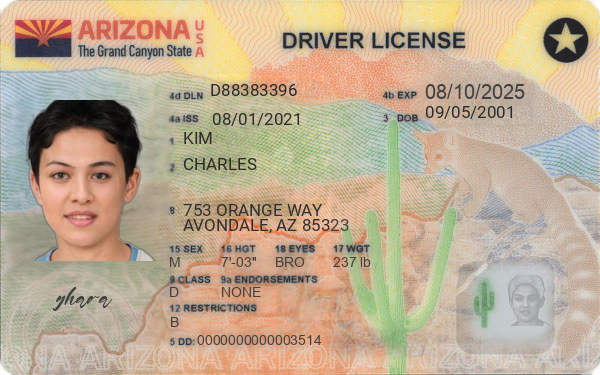 ARIZONA USA
The Grand Canyon State
DRIVER LICENSE
4d DLN D88383396
4b EXP 08/10/2025
4a ISS 08/01/2021
3 DOB 09/05/2001
1 KIM
2 CHARLES
8 753 ORANGE WAY
AVONDALE, AZ 85323
15 SEX 16 HGT 18 EYES 17 WGT
M 7'-03" BRO 237 lb
9 CLASS 9a ENDORSEMENTS
D NONE
12 RESTRICTIONS
B
5 DD: 0000000000003514
ghara
ARIZONA ARIZONA ARIZONA ARIZONA